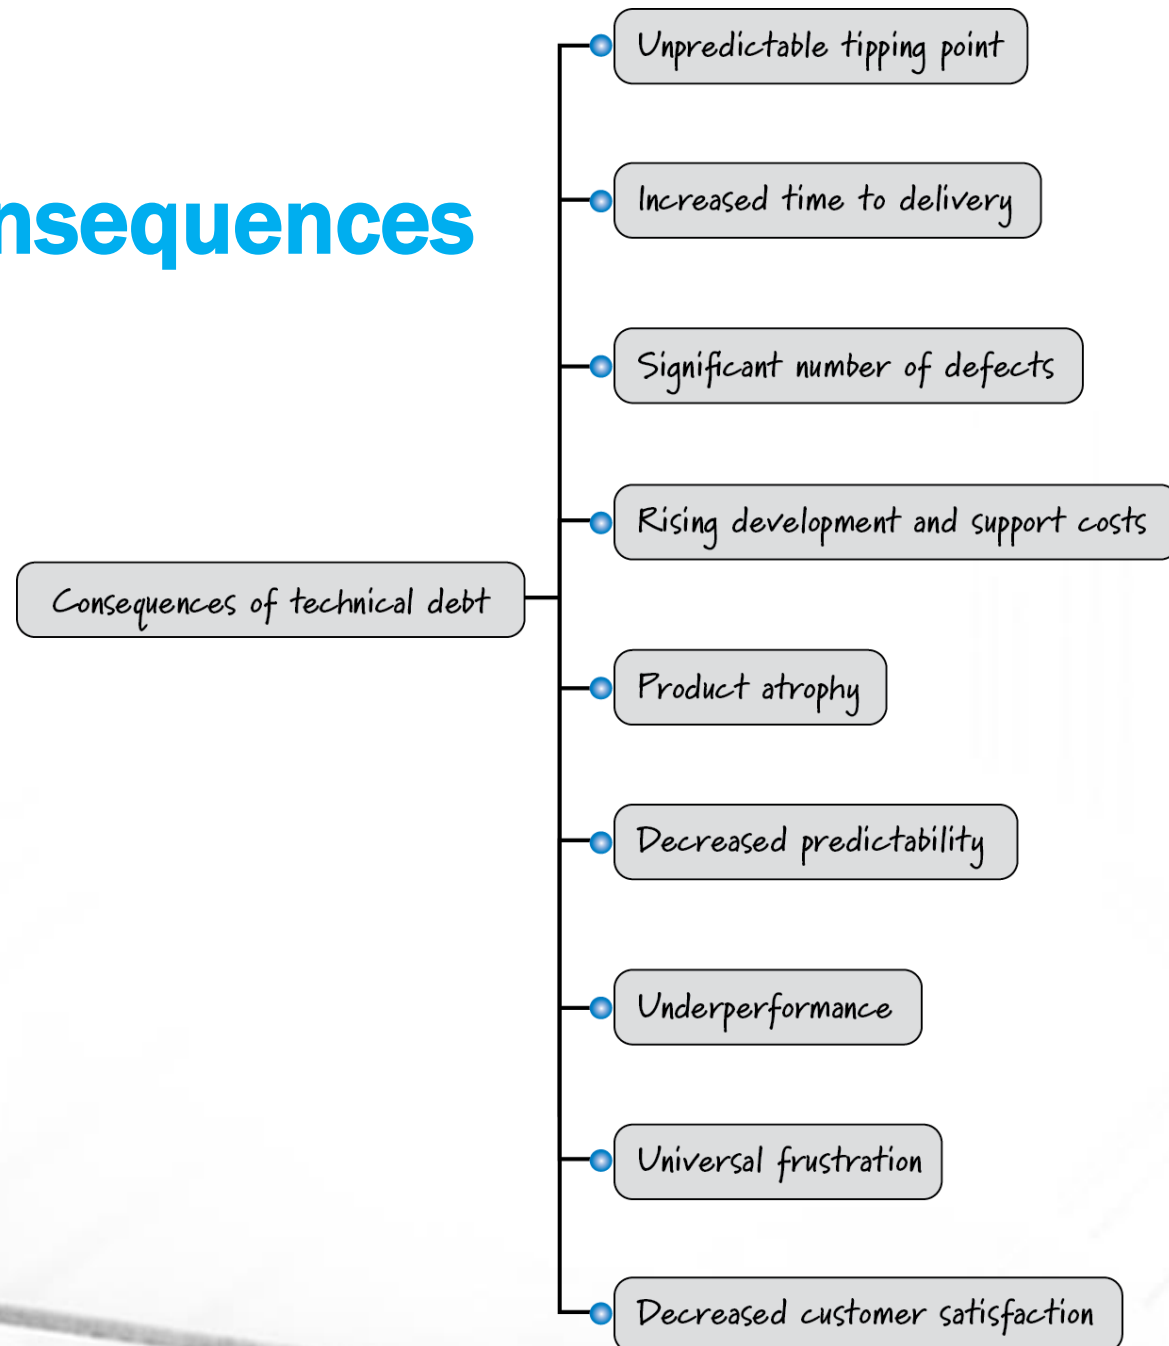 nsequences
Unpredictable tipping point
Increased time to delivery
Significant number of defects
Rising development and support costs
Consequences of technical debt
Product atrophy
Decreased predictability
Underperformance
Universal frustration
Decreased customer satisfaction